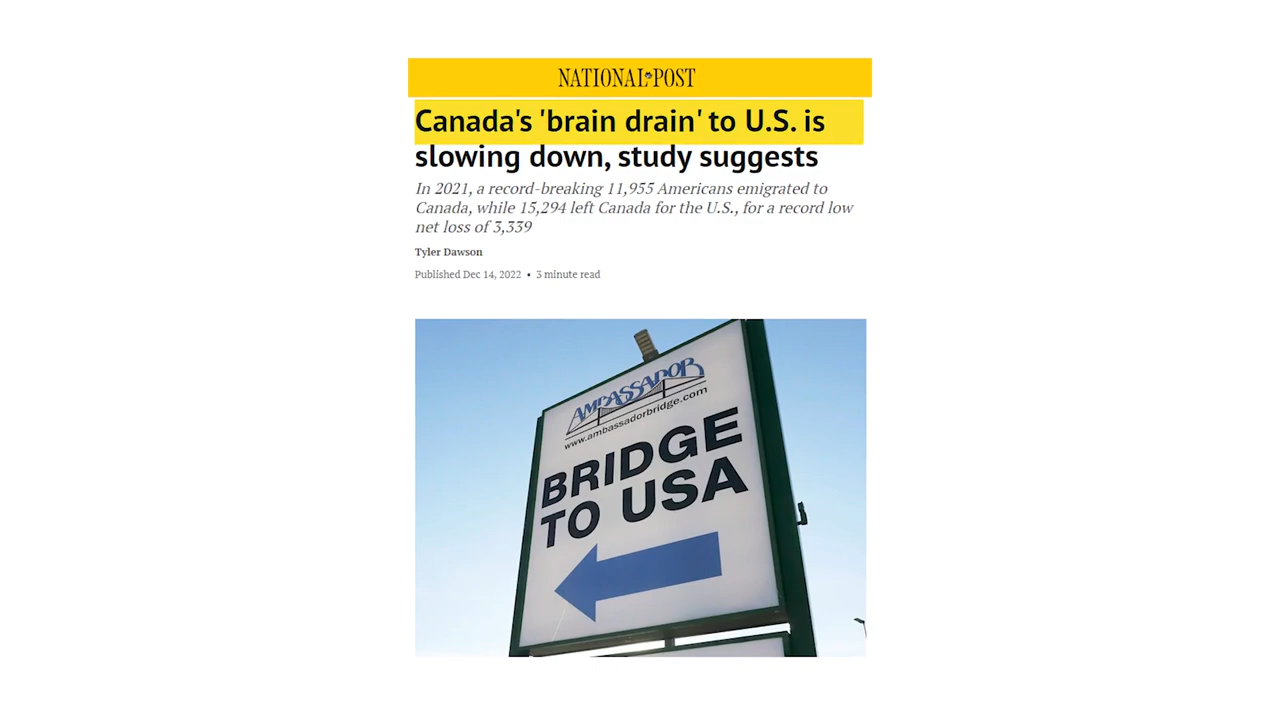 NATIONAL POST
Canada's 'brain drain' to U.S. is
slowing down, study suggests
In 2021, a record-breaking 11,955 Americans emigrated to
Canada, while 15,294 left Canada for the U.S., for a record low
net loss of 3,339
Tyler Dawson
Published Dec 14, 2022 • 3 minute read
AMBASSADOR
www.ambassadorbridge.com
BRIDGE
TO USA